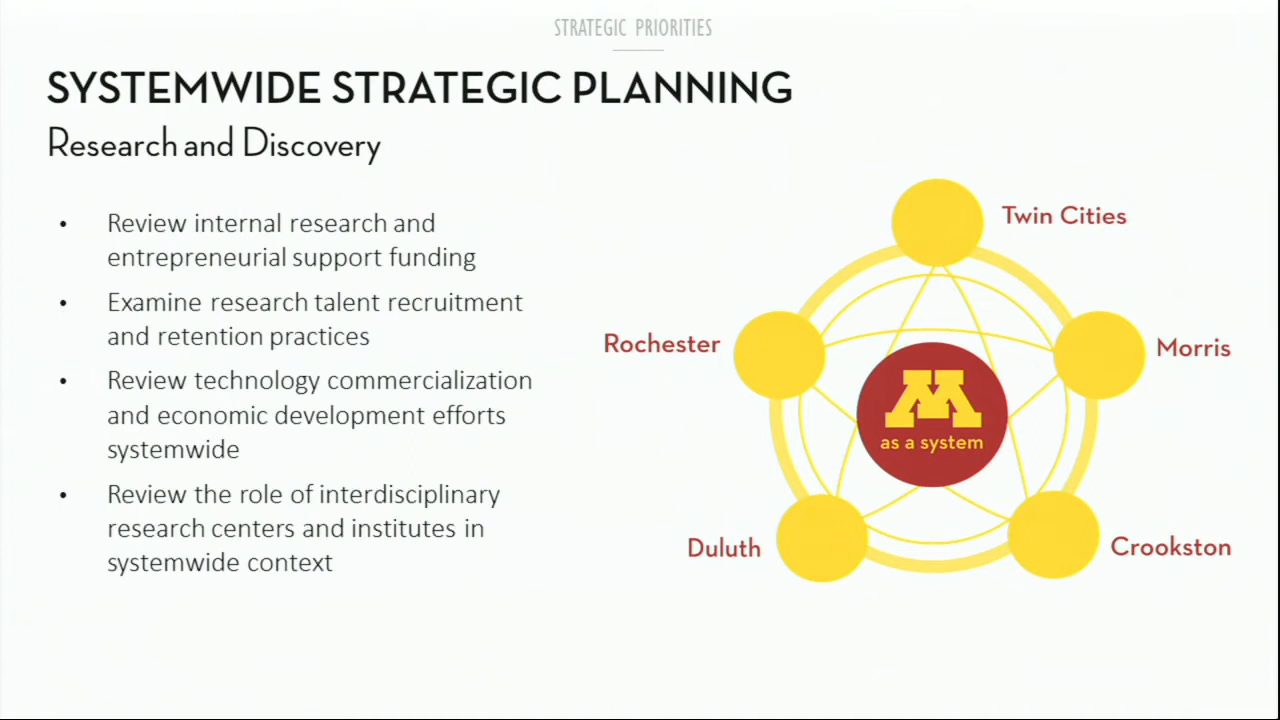 STRATEGIC PRIORITIES
SYSTEMWIDE STRATEGIC PLANNING
Research and Discovery
• Review internal research and
entrepreneurial support funding
• Examine research talent recruitment
and retention practices
• Review technology commercialization
and economic development efforts
systemwide
• Review the role of interdisciplinary
research centers and institutes in
systemwide context
Twin Cities
Rochester
Morris
M
as a system
Duluth
Crookston